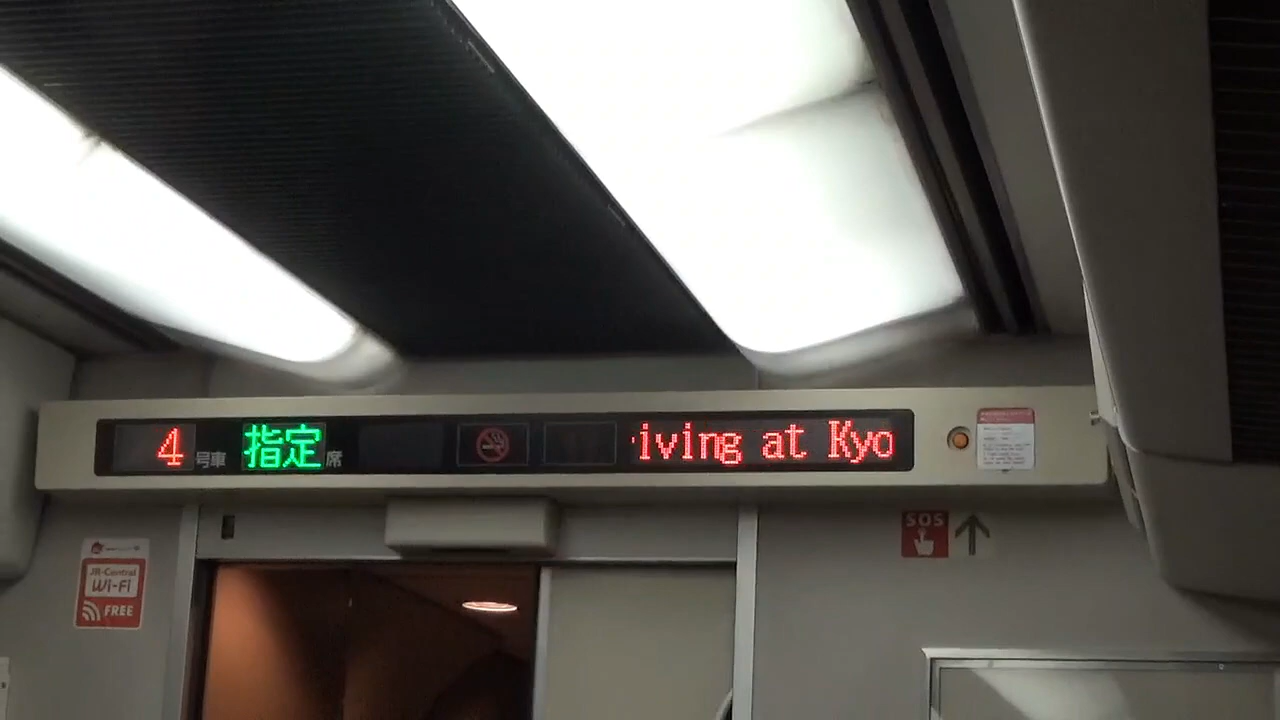 4 号車 指定 席 iving at Kyo
SOS
JR-Central
Wi-Fi
FREE